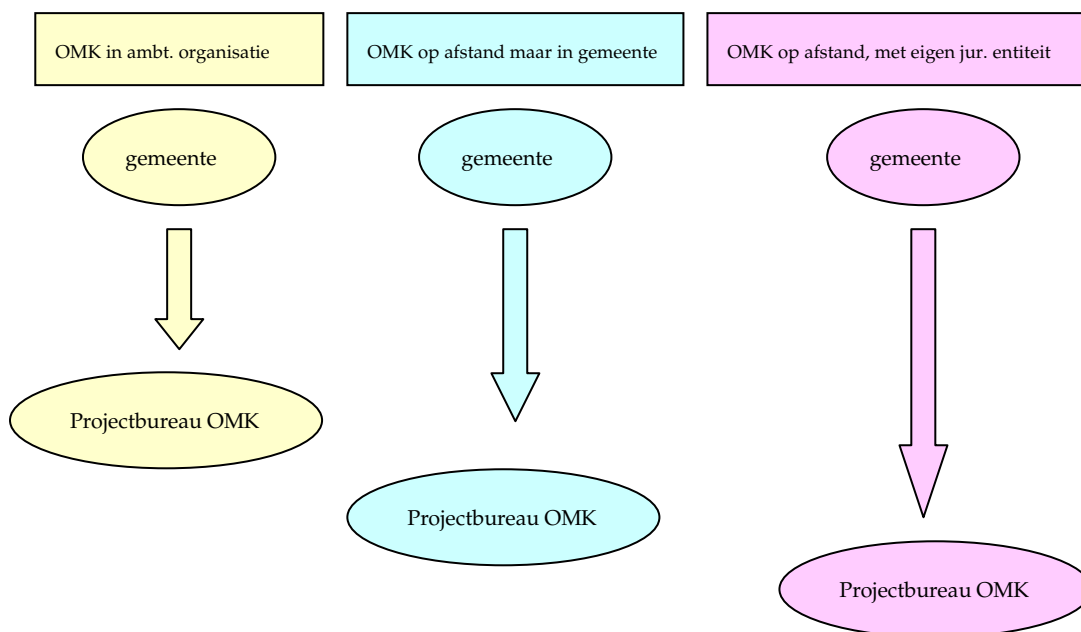 OMK in ambt. organisatie
OMK op afstand maar in gemeente
OMK op afstand, met eigen jur. entiteit
gemeente
gemeente
gemeente
Projectbureau OMK
Projectbureau OMK
Projectbureau OMK